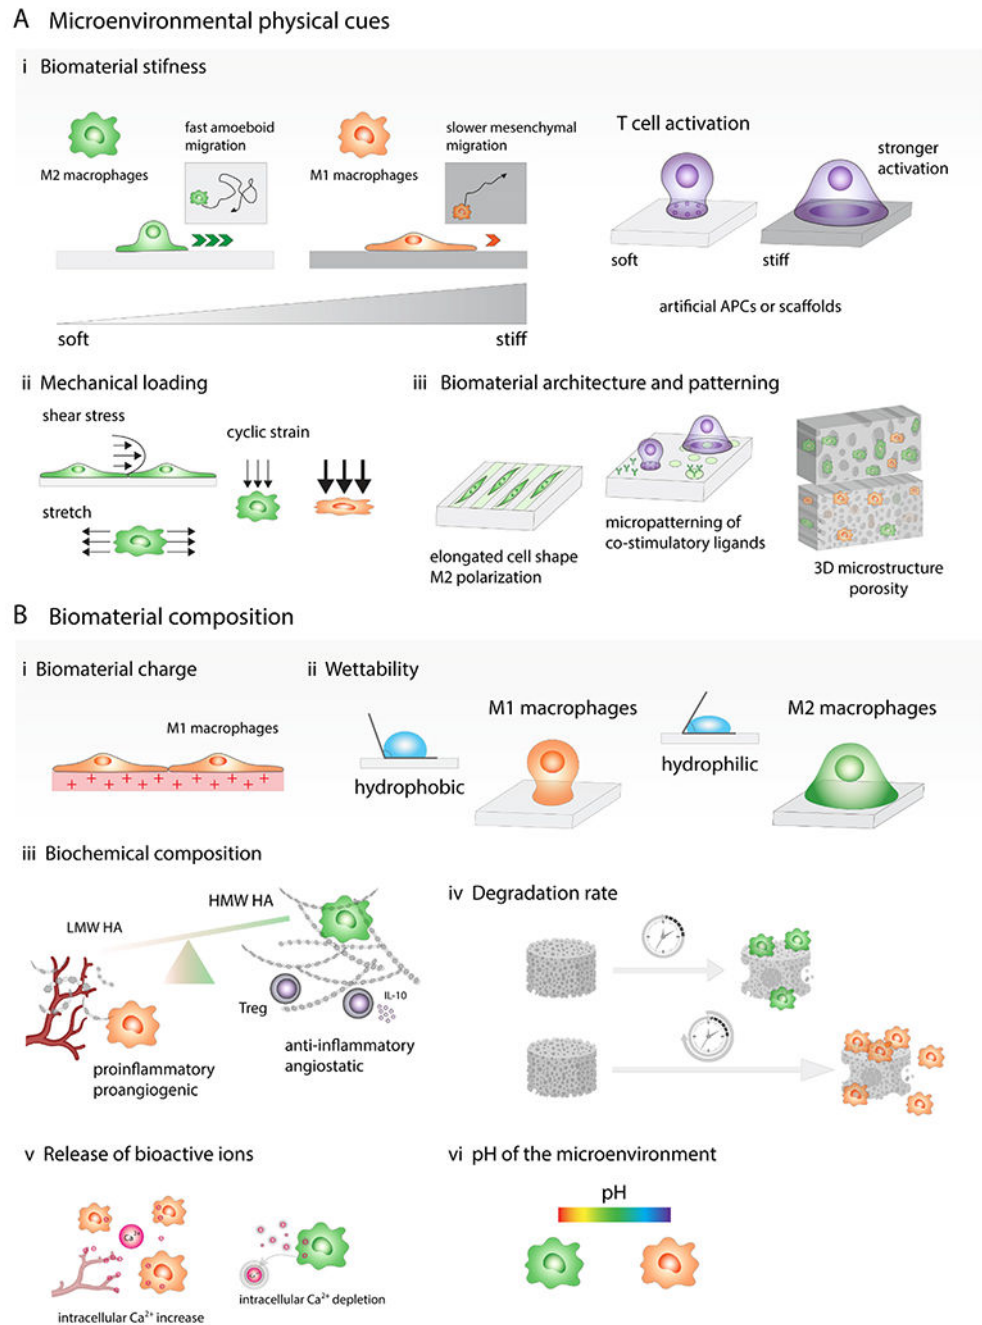 A Microenvironmental physical cues
i Biomaterial stifness
fast amoeboid
migration
M2 macrophages
slower mesenchymal
migration
M1 macrophages
soft
stiff
T cell activation
stronger
activation
soft
stiff
artificial APCs or scaffolds
ii Mechanical loading
shear stress
cyclic strain
stretch
iii Biomaterial architecture and patterning
elongated cell shape
M2 polarization
micropatterning of
co-stimulatory ligands
3D microstructure
porosity
B Biomaterial composition
i Biomaterial charge
M1 macrophages
+ + + + + + + + + + + + + + +
ii Wettability
hydrophobic
M1 macrophages
hydrophilic
M2 macrophages
iii Biochemical composition
HMW HA
LMW HA
Treg
IL-10
proinflammatory
proangiogenic
anti-inflammatory
angiostatic
iv Degradation rate
v Release of bioactive ions
Ca²⁺
intracellular Ca²⁺ increase
intracellular Ca²⁺ depletion
vi pH of the microenvironment
pH